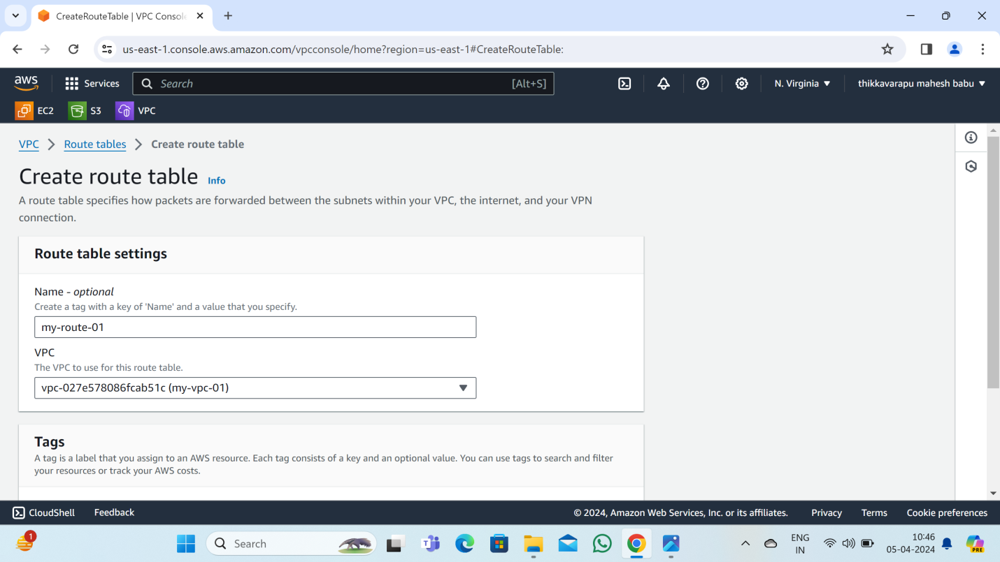 CreateRouteTable | VPC Consol
us-east-1.console.aws.amazon.com/vpcconsole/home?region=us-east-1#CreateRouteTable:
aws
Services
Search
[Alt+S]
N. Virginia
thikkavarapu mahesh babu
EC2
S3
VPC
VPC
Route tables
Create route table
Create route table
Info
A route table specifies how packets are forwarded between the subnets within your VPC, the internet, and your VPN
connection.
Route table settings
Name - optional
Create a tag with a key of 'Name' and a value that you specify.
my-route-01
VPC
The VPC to use for this route table.
vpc-027e578086fcab51c (my-vpc-01)
Tags
A tag is a label that you assign to an AWS resource. Each tag consists of a key and an optional value. You can use tags to search and filter
your resources or track your AWS costs.
CloudShell
Feedback
© 2024, Amazon Web Services, Inc. or its affiliates.
Privacy
Terms
Cookie preferences
1
Search
ENG
IN
10:46
05-04-2024
PRE